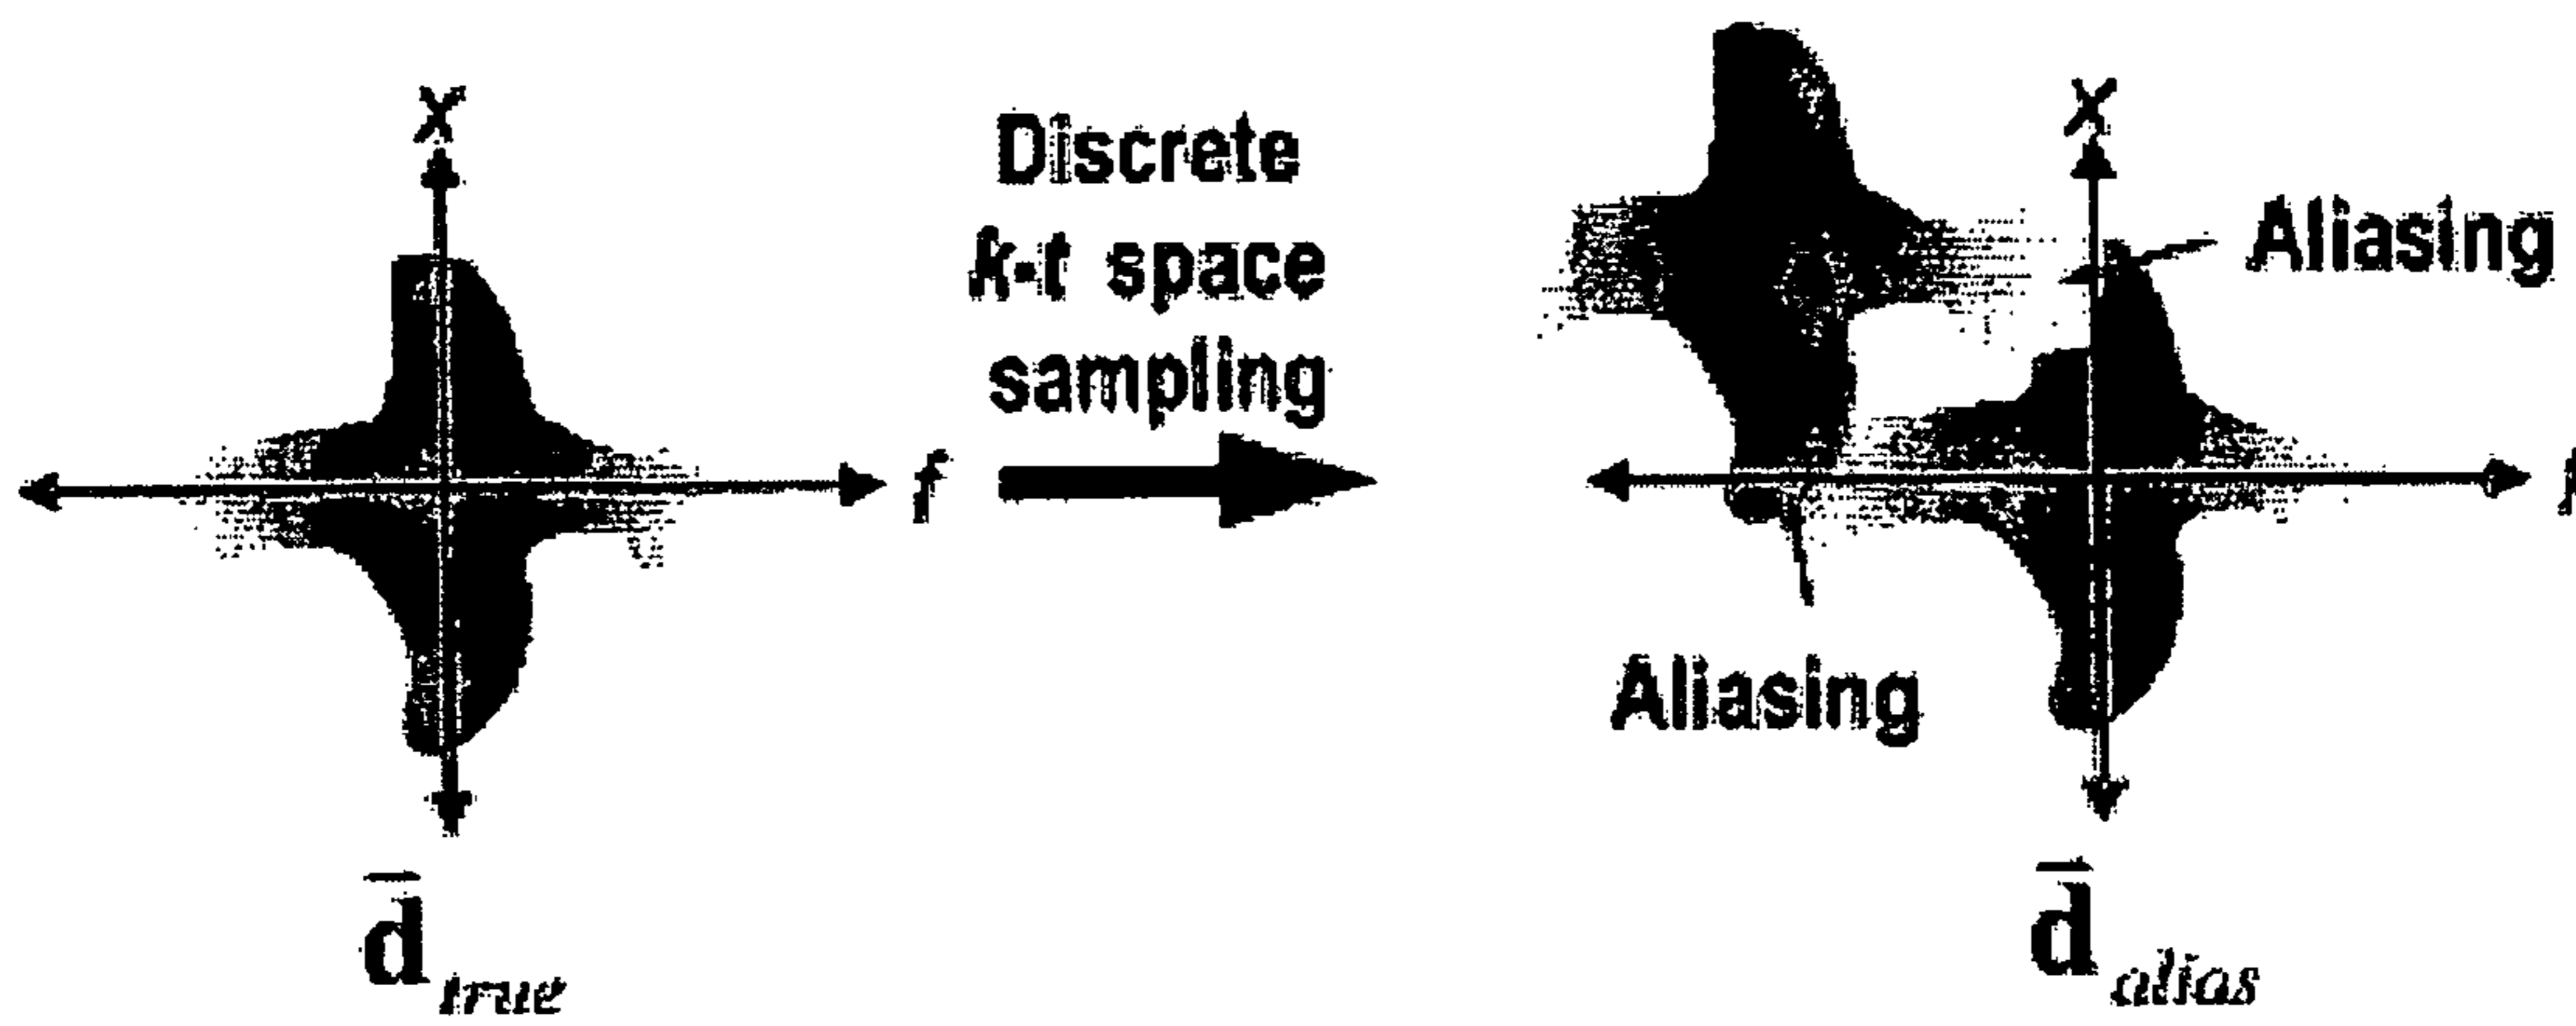 x
f
d̄ true
Discrete
k-t space
sampling
x
Aliasing
f
Aliasing
d̄ alias